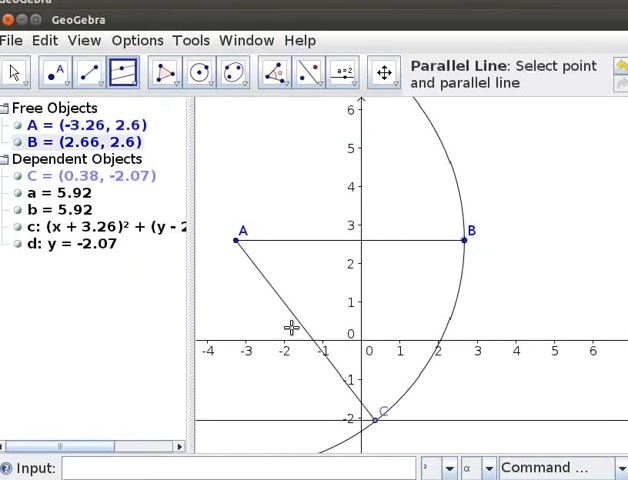 GeoGebra
GeoGebra
File Edit View Options Tools Window Help
A
a=2
α
Parallel Line: Select point
and parallel line
Free Objects
A = (-3.26, 2.6)
B = (2.66, 2.6)
Dependent Objects
C = (0.38, -2.07)
a = 5.92
b = 5.92
c: (x + 3.26)² + (y - 2
d: y = -2.07
6
5
4
3
2
1
0
-1
-2
A
B
C
-4 -3 -2 -1 0 1 2 3 4 5 6
Input: ² α Command ...